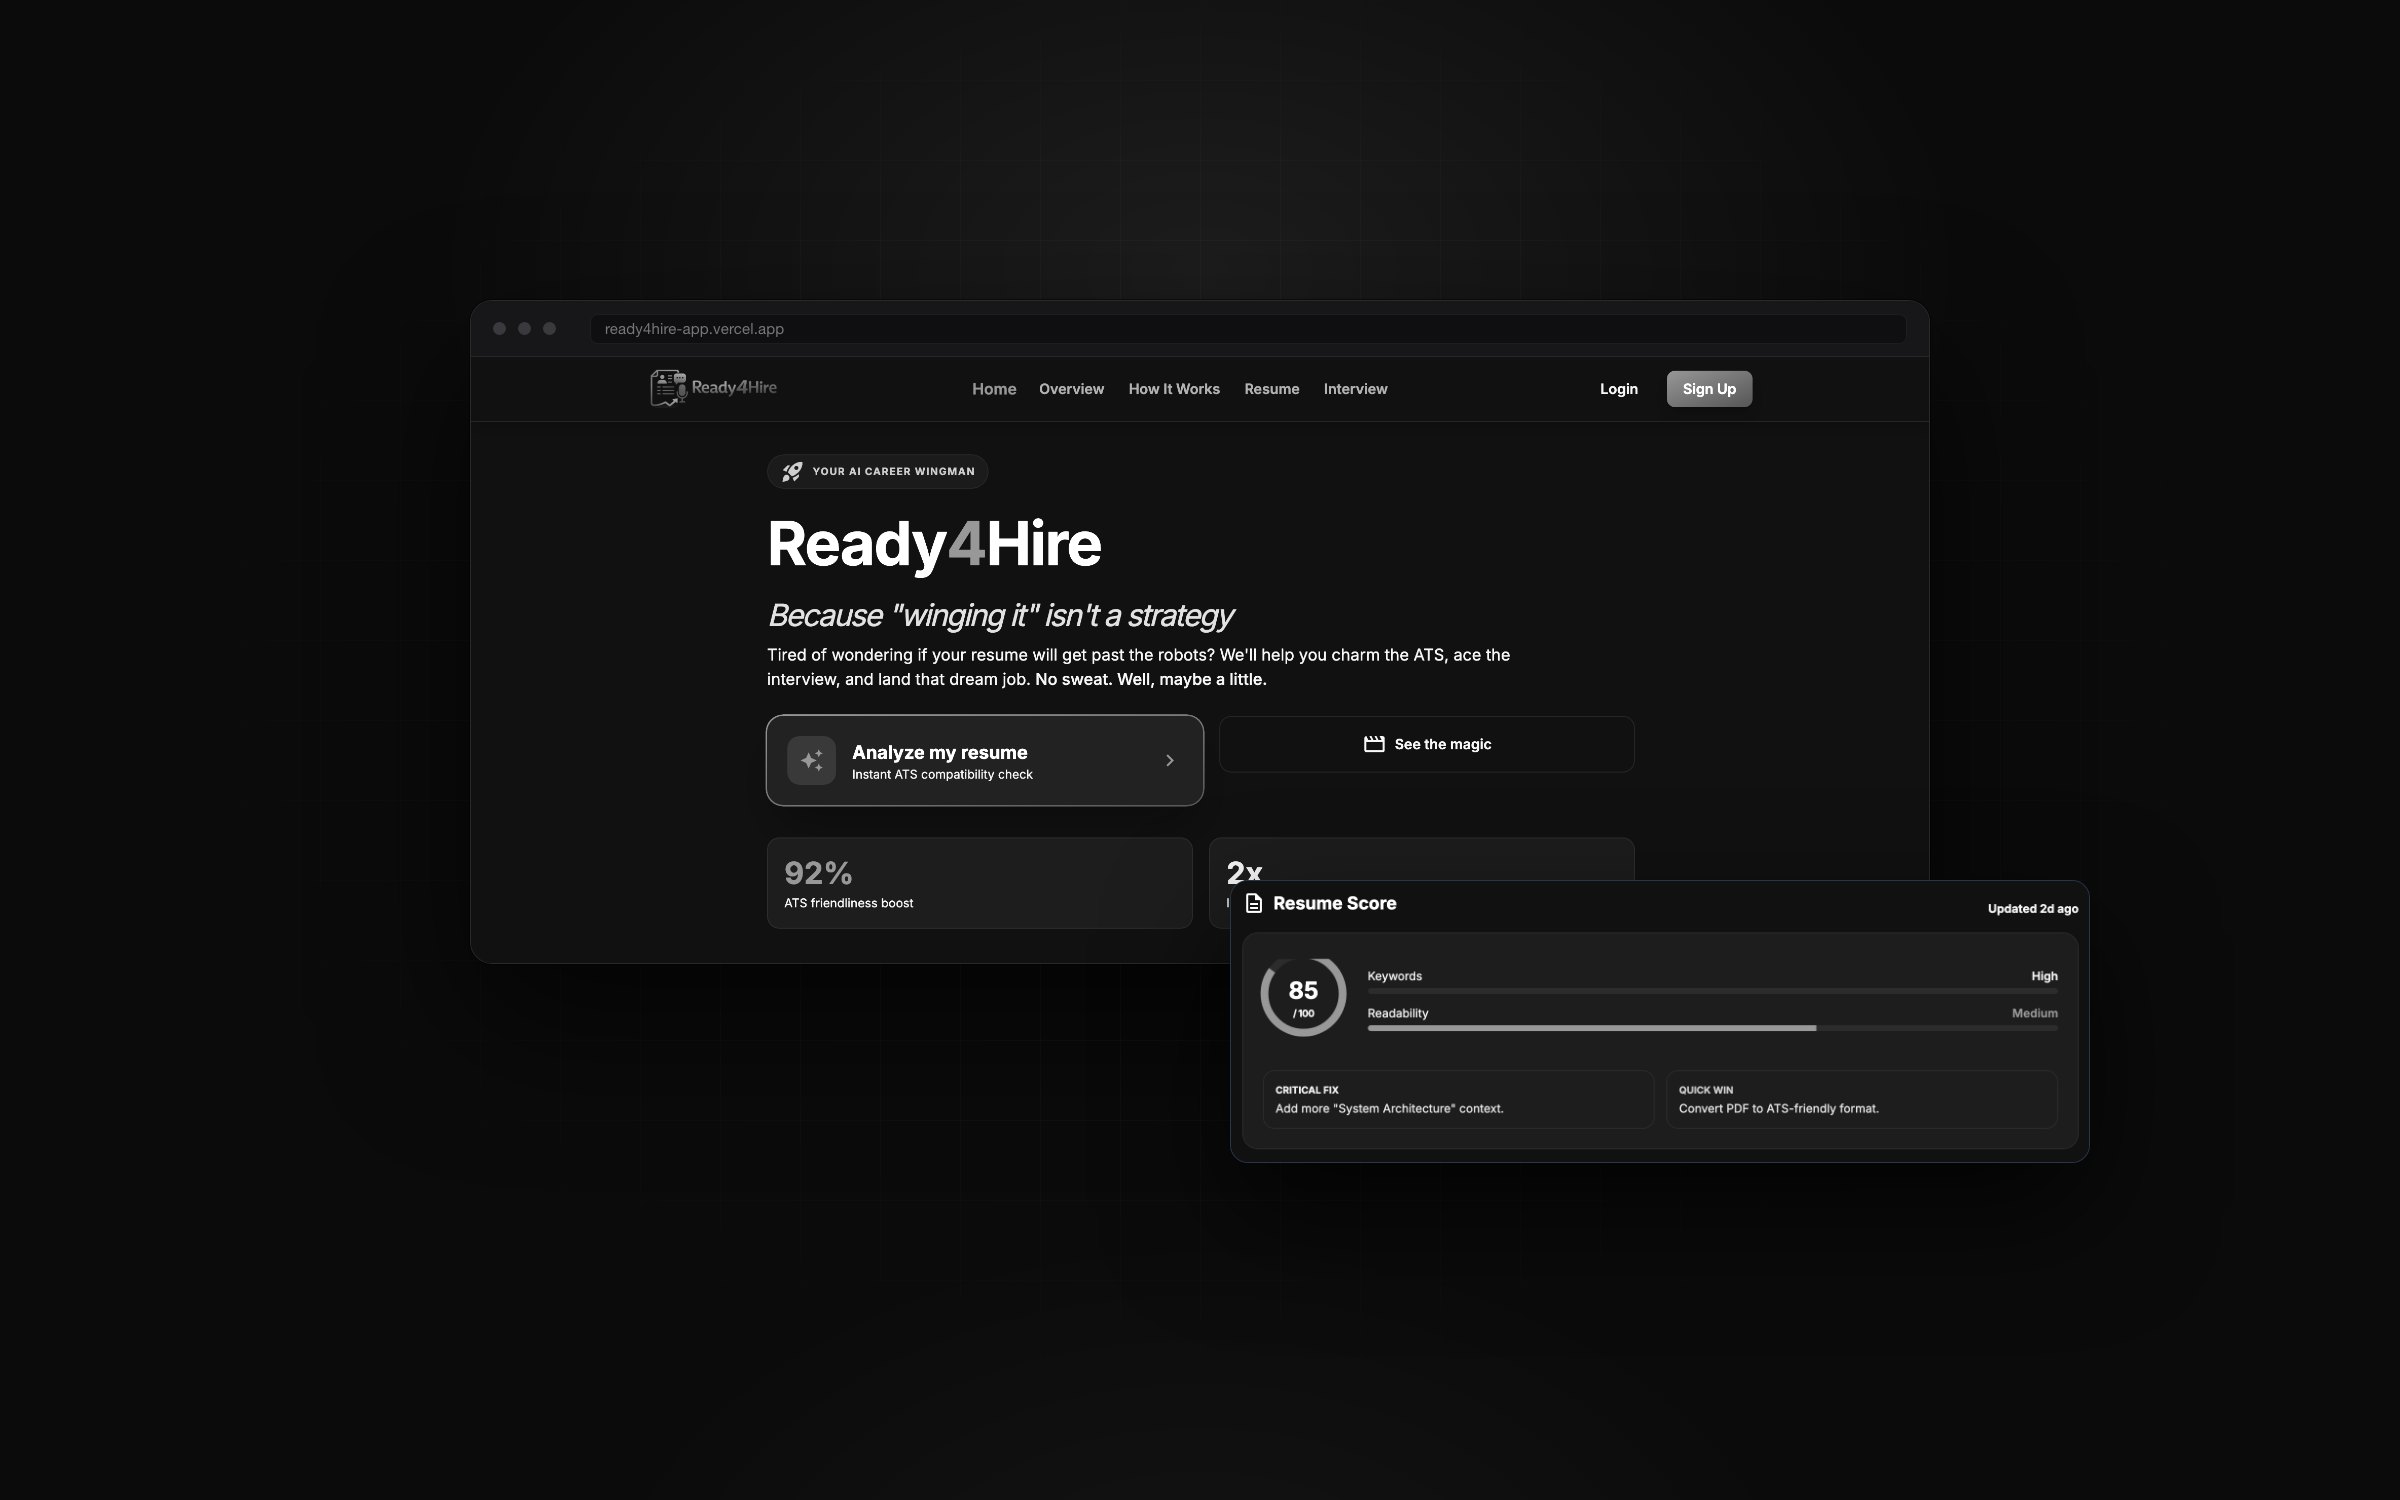 ready4hire-app.vercel.app
Ready4Hire
Home
Overview
How It Works
Resume
Interview
Login
Sign Up
YOUR AI CAREER WINGMAN
Ready4Hire
Because "winging it" isn't a strategy
Tired of wondering if your resume will get past the robots? We'll help you charm the ATS, ace the
interview, and land that dream job. No sweat. Well, maybe a little.
Analyze my resume
Instant ATS compatibility check
See the magic
92%
ATS friendliness boost
2x
Resume Score
Updated 2d ago
85
/100
Keywords
High
Readability
Medium
CRITICAL FIX
Add more "System Architecture" context.
QUICK WIN
Convert PDF to ATS-friendly format.